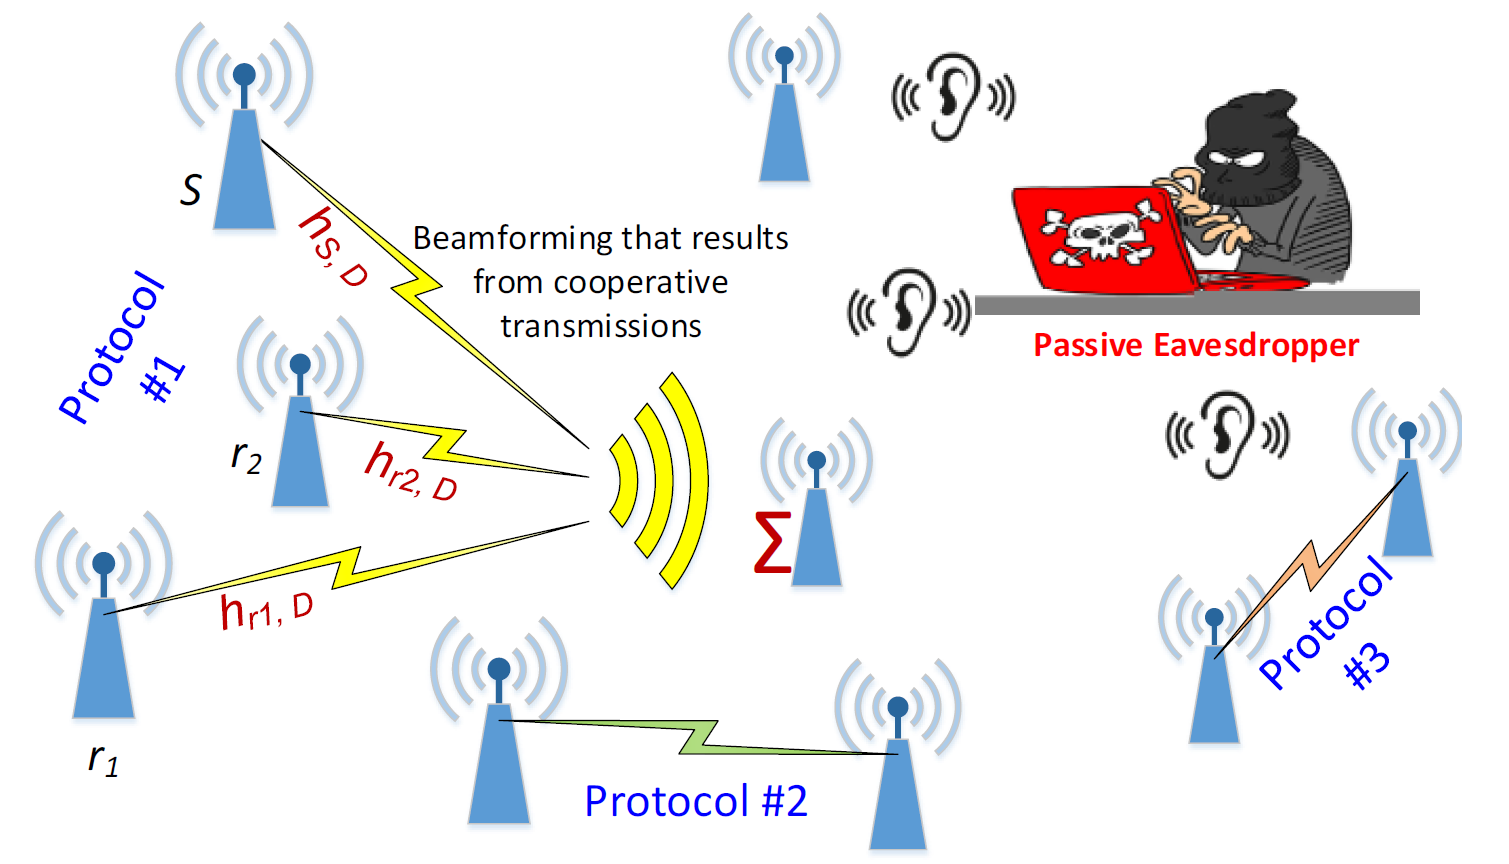 S
h_{S, D}
Beamforming that results
from cooperative
transmissions
Passive Eavesdropper
Protocol
#1
r_2
h_{r2, D}
Σ
h_{r1, D}
r_1
Protocol #2
Protocol
#3